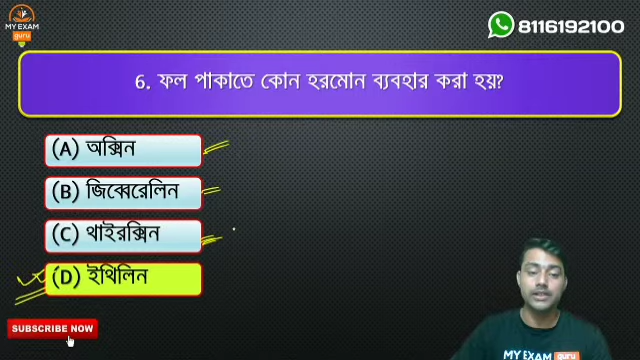 MY EXAM
guru
8116192100
6. ফল পাকাতে কোন হরমোন ব্যবহার করা হয়?
(A) অক্সিন
(B) জিব্বেরেলিন
(C) থাইরক্সিন
(D) ইথিলিন
SUBSCRIBE NOW
MY EXAM
guru